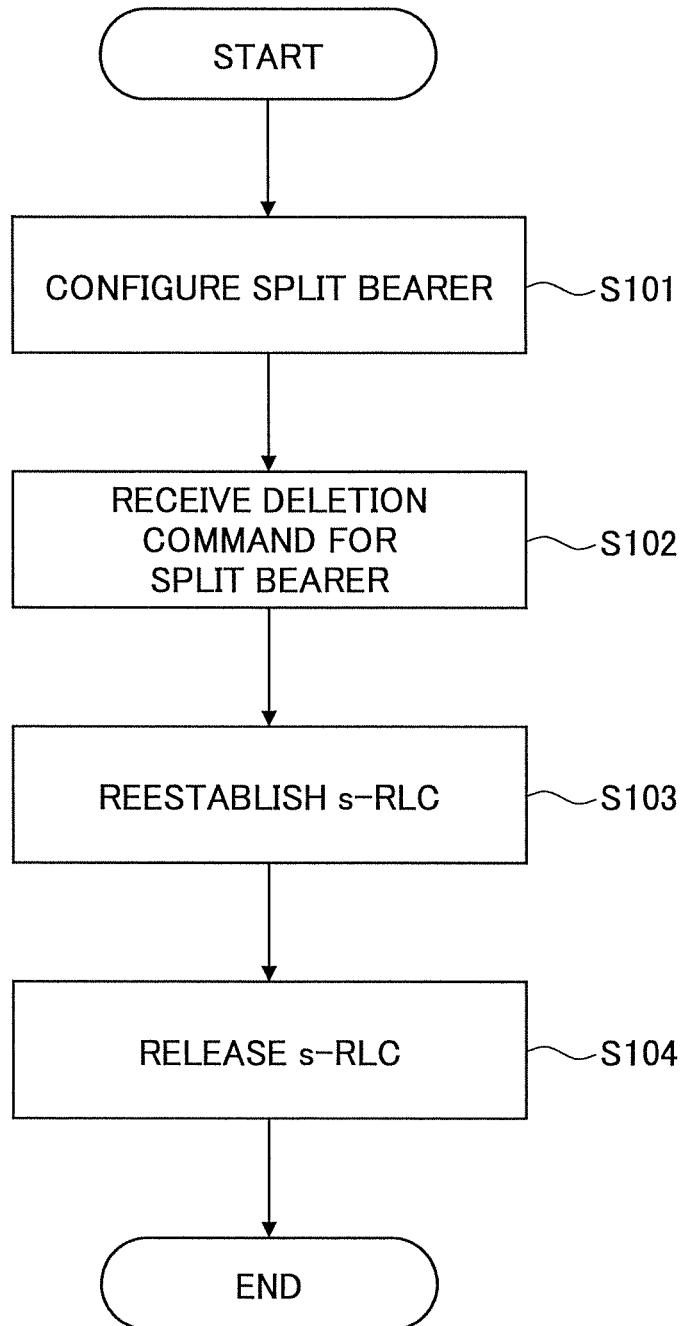 START
CONFIGURE SPLIT BEARER
S101
RECEIVE DELETION
COMMAND FOR
SPLIT BEARER
S102
REESTABLISH s-RLC
S103
RELEASE s-RLC
S104
END